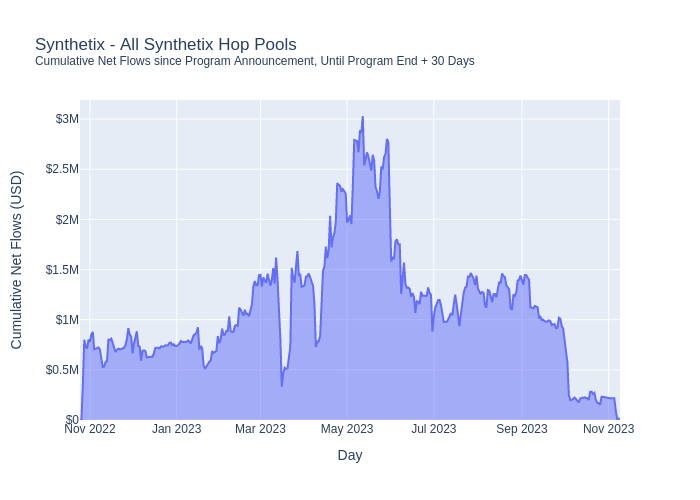 Synthetix - All Synthetix Hop Pools
Cumulative Net Flows since Program Announcement, Until Program End + 30 Days
Cumulative Net Flows (USD)
$3M
$2.5M
$2M
$1.5M
$1M
$0.5M
$0
Nov 2022 Jan 2023 Mar 2023 May 2023 Jul 2023 Sep 2023 Nov 2023
Day